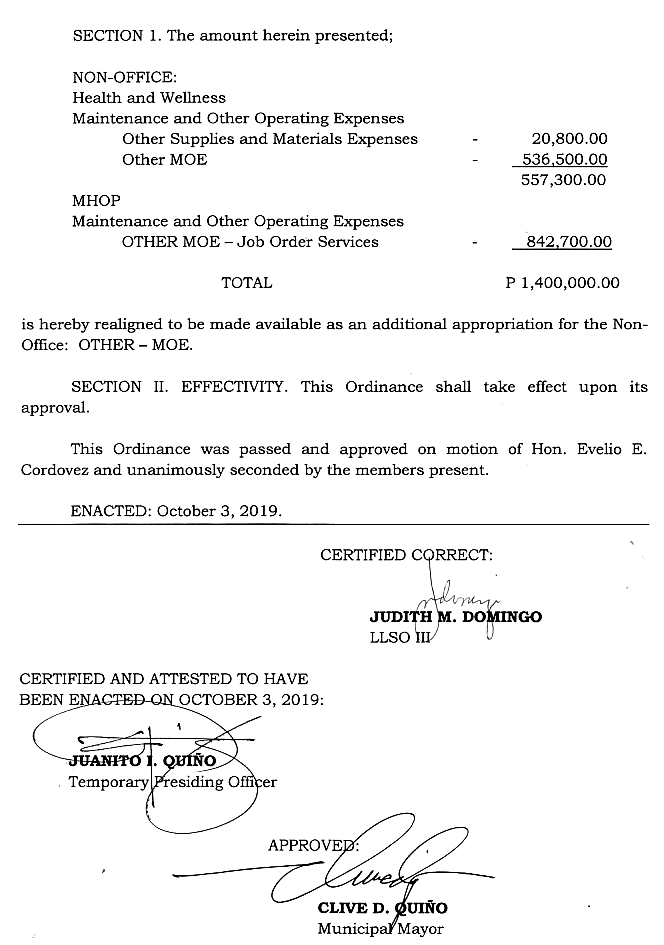 SECTION 1. The amount herein presented;
NON-OFFICE:
Health and Wellness
Maintenance and Other Operating Expenses
Other Supplies and Materials Expenses - 20,800.00
Other MOE - 536,500.00
557,300.00
MHOP
Maintenance and Other Operating Expenses
OTHER MOE – Job Order Services - 842,700.00
TOTAL P 1,400,000.00
is hereby realigned to be made available as an additional appropriation for the Non-
Office: OTHER – MOE.
SECTION II. EFFECTIVITY. This Ordinance shall take effect upon its
approval.
This Ordinance was passed and approved on motion of Hon. Evelio E.
Cordovez and unanimously seconded by the members present.
ENACTED: October 3, 2019.
CERTIFIED CORRECT:
JUDITH M. DOMINGO
LLSO III
CERTIFIED AND ATTESTED TO HAVE
BEEN ENACTED ON OCTOBER 3, 2019:
JUANITO I. QUIÑO
Temporary Presiding Officer
APPROVED:
CLIVE D. QUIÑO
Municipal Mayor